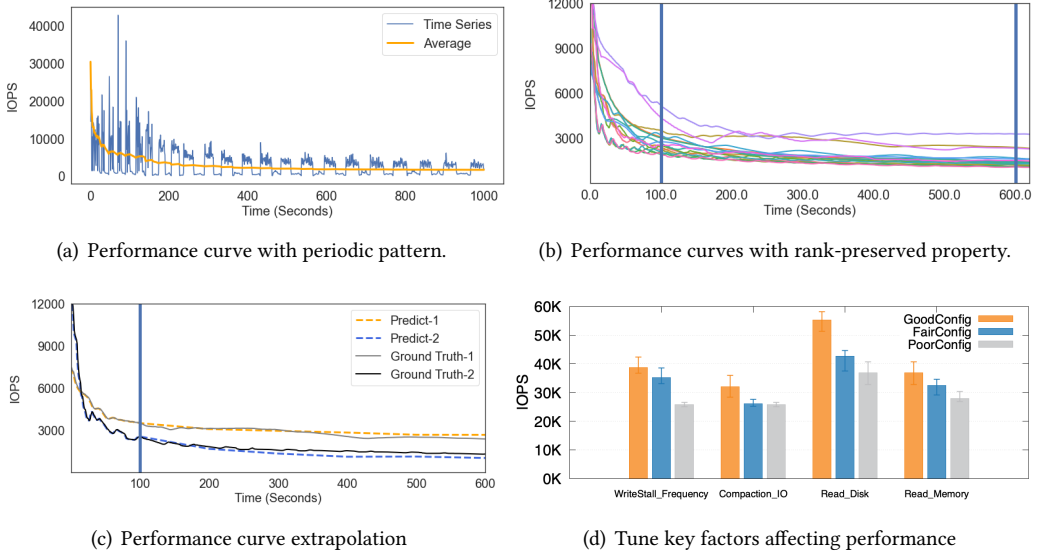 40000
30000
20000
10000
0
IOPS
Time Series
Average
0 200 400 600 800 1000
Time (Seconds)
(a) Performance curve with periodic pattern.
12000
9000
6000
3000
IOPS
0.0 100.0 200.0 300.0 400.0 500.0 600.0
Time (Seconds)
(b) Performance curves with rank-preserved property.
12000
9000
6000
3000
IOPS
Predict-1
Predict-2
Ground Truth-1
Ground Truth-2
100 200 300 400 500 600
Time (Seconds)
(c) Performance curve extrapolation
60K
50K
40K
30K
20K
10K
0K
IOPS
GoodConfig
FairConfig
PoorConfig
WriteStall_Frequency Compaction_IO Read_Disk Read_Memory
(d) Tune key factors affecting performance